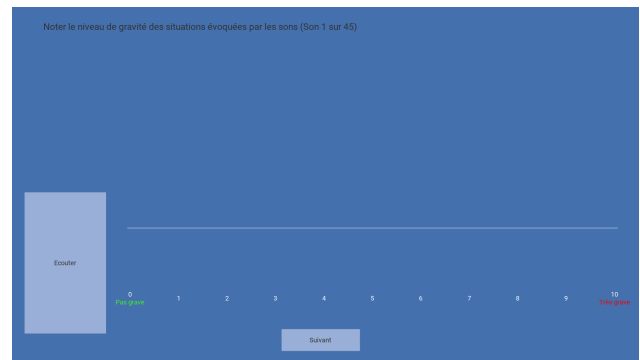 Noter le niveau de gravité des situations évoquées par les sons (Son 1 sur 45)
Ecouter
0 1 2 3 4 5 6 7 8 9 10
Pas grave Très grave
Suivant